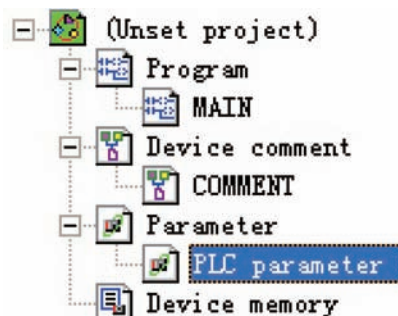 (Unset project)
Program
MAIN
Device comment
COMMENT
Parameter
PLC parameter
Device memory